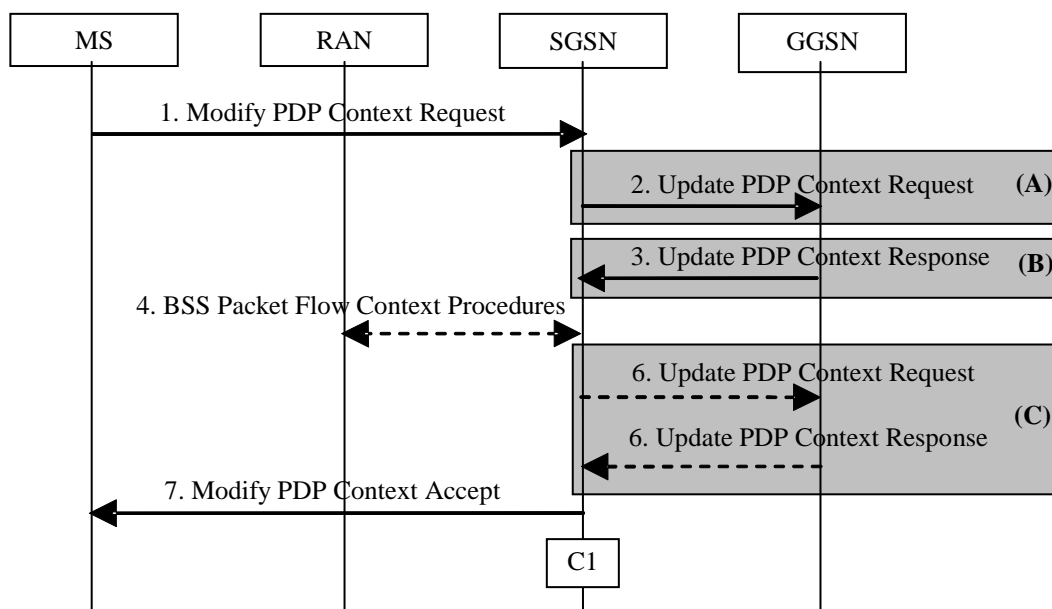 MS
RAN
SGSN
GGSN
1. Modify PDP Context Request
2. Update PDP Context Request
(A)
3. Update PDP Context Response
(B)
4. BSS Packet Flow Context Procedures
6. Update PDP Context Request
(C)
6. Update PDP Context Response
7. Modify PDP Context Accept
C1